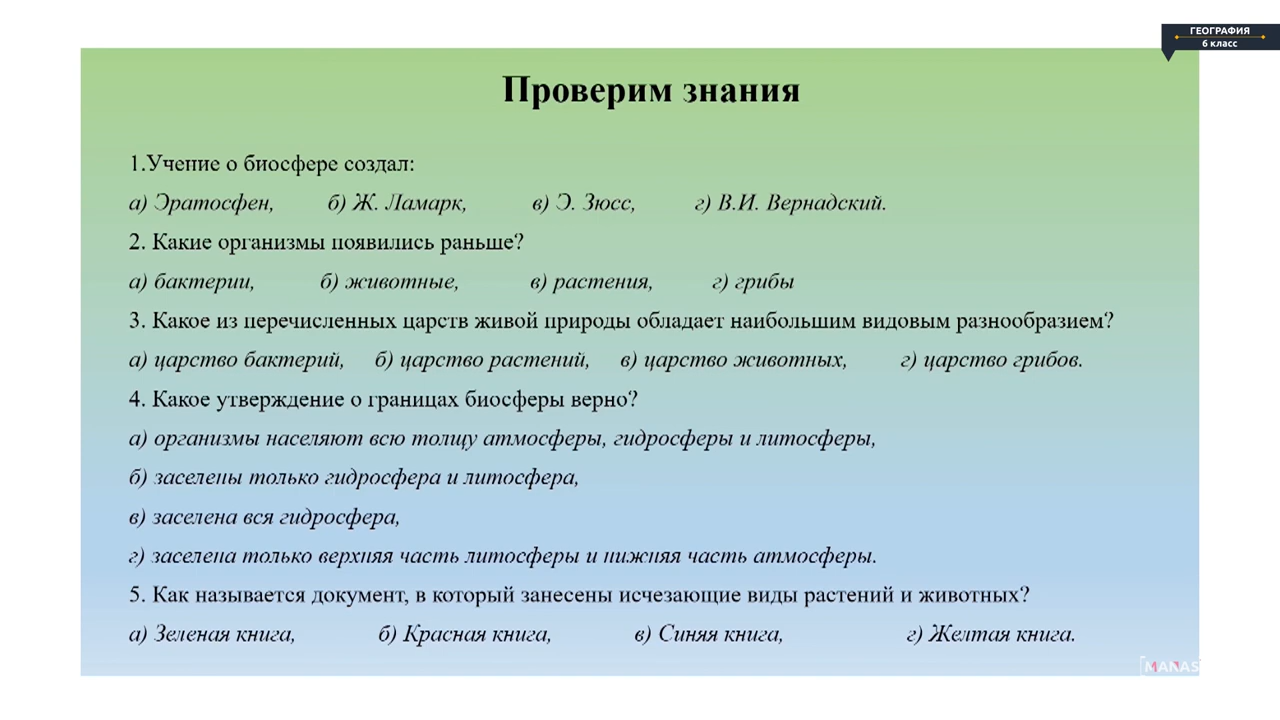 ГЕОГРАФИЯ
6 класс
Проверим знания
1.Учение о биосфере создал:
а) Эратосфен, б) Ж. Ламарк, в) Э. Зюсс, г) В.И. Вернадский.
2. Какие организмы появились раньше?
а) бактерии, б) животные, в) растения, г) грибы
3. Какое из перечисленных царств живой природы обладает наибольшим видовым разнообразием?
а) царство бактерий, б) царство растений, в) царство животных, г) царство грибов.
4. Какое утверждение о границах биосферы верно?
а) организмы населяют всю толщу атмосферы, гидросферы и литосферы,
б) заселены только гидросфера и литосфера,
в) заселена вся гидросфера,
г) заселена только верхняя часть литосферы и нижняя часть атмосферы.
5. Как называется документ, в который занесены исчезающие виды растений и животных?
а) Зеленая книга, б) Красная книга, в) Синяя книга, г) Желтая книга.
MANAS